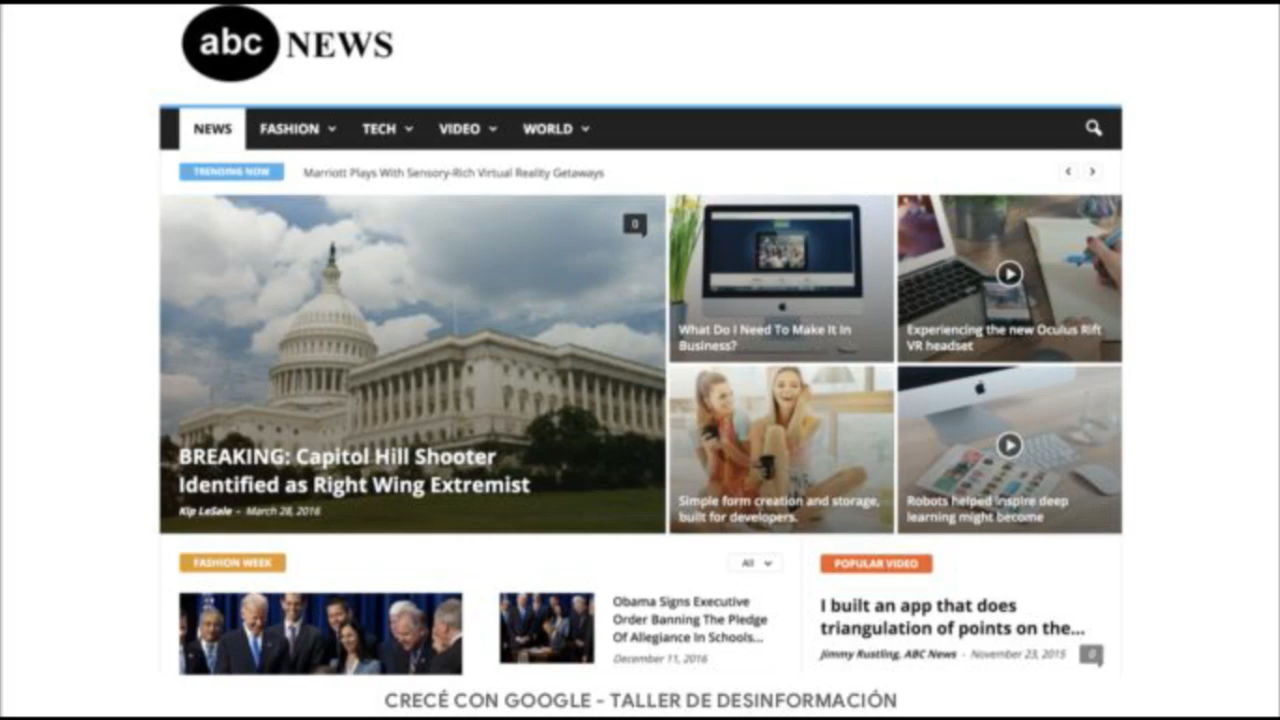 abc NEWS
NEWS FASHION TECH VIDEO WORLD
TRENDING NOW Marriott Plays With Sensory-Rich Virtual Reality Getaways
0
BREAKING: Capitol Hill Shooter
Identified as Right Wing Extremist
Kip LeSale - March 28, 2016
What Do I Need To Make It In
Business?
Experiencing the new Oculus Rift
VR headset
Simple form creation and storage,
built for developers.
Robots helped inspire deep
learning might become
FASHION WEEK All
Obama Signs Executive
Order Banning The Pledge
Of Allegiance In Schools...
December 11, 2016
POPULAR VIDEO
I built an app that does
triangulation of points on the...
Jimmy Rustling, ABC News - November 23, 2015 0
CRECÉ CON GOOGLE - TALLER DE DESINFORMACIÓN